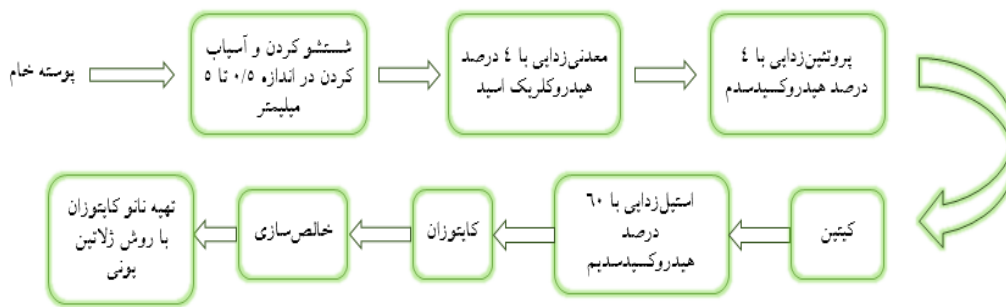 پوسته خام
شستشو کردن و آسیاب
کردن در اندازه ۰/۵ تا ۵
میلیمتر
معدنی‌زدایی با ٤ درصد
هیدروکلریک اسید
پروتئین‌زدایی با ٤
درصد هیدروکسیدسدم
کیتین
استیل‌زدایی با ٦٠
درصد
هیدروکسیدسدیم
کایتوزان
خالص‌سازی
تهیه نانو کایتوزان
با روش ژلاتین
یونی